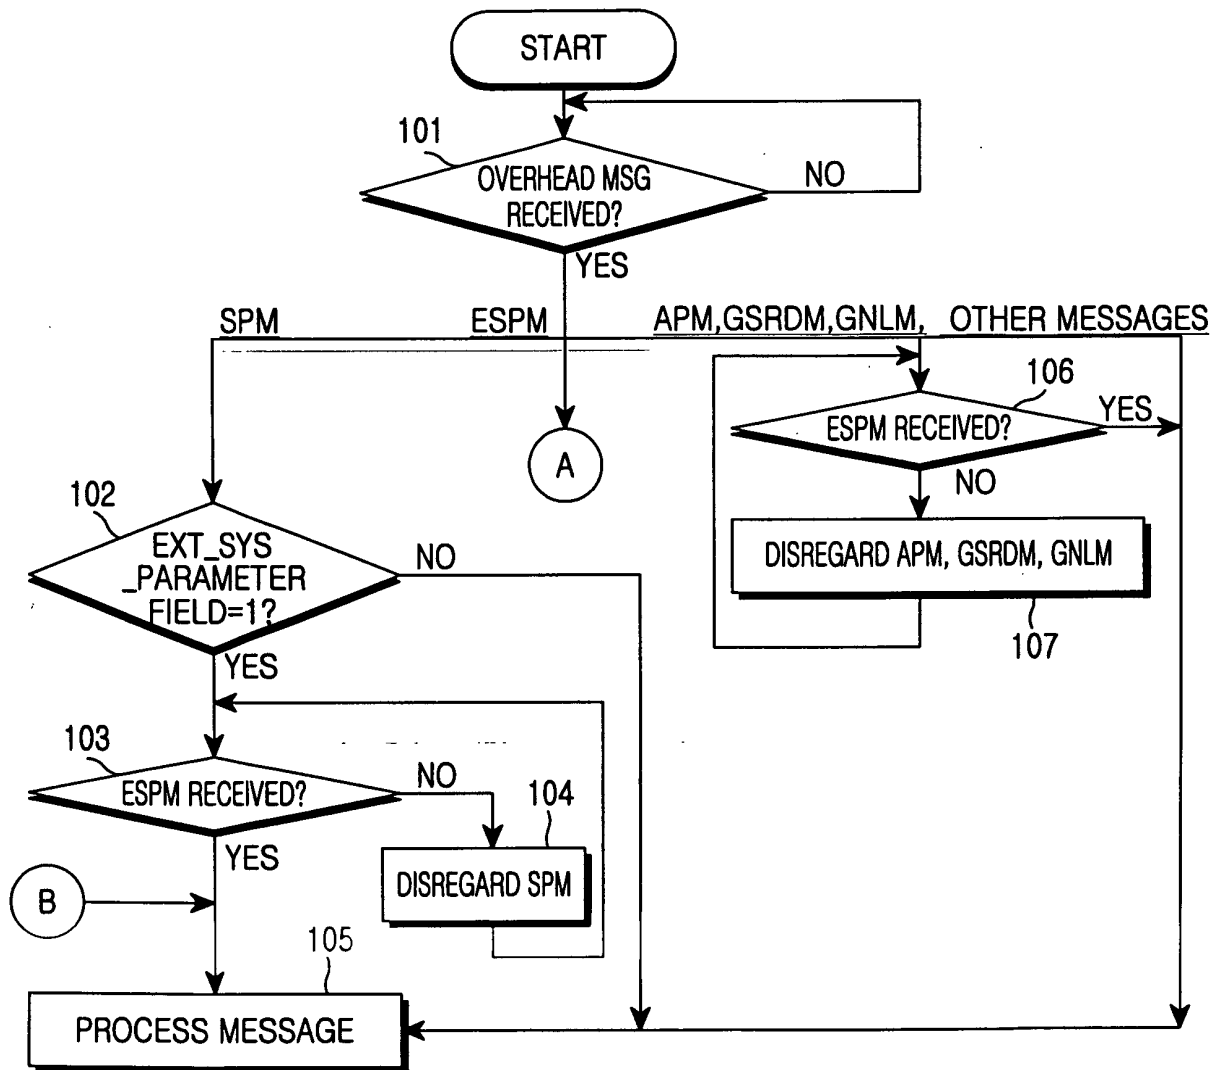 START
101
OVERHEAD MSG
RECEIVED?
NO
YES
SPM
ESPM
APM,GSRDM,GNLM,
OTHER MESSAGES
106
ESPM RECEIVED?
YES
NO
A
102
EXT_SYS
_PARAMETER
FIELD=1?
NO
YES
DISREGARD APM, GSRDM, GNLM
107
103
ESPM RECEIVED?
NO
YES
104
DISREGARD SPM
B
105
PROCESS MESSAGE